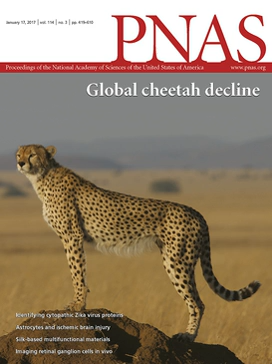 January 17, 2017 | vol. 114 | no. 3 | pp. 419–610
PNAS
Proceedings of the National Academy of Sciences of the United States of America
www.pnas.org
Global cheetah decline
Identifying cytopathic Zika virus proteins
Astrocytes and ischemic brain injury
Silk-based multifunctional materials
Imaging retinal ganglion cells in vivo